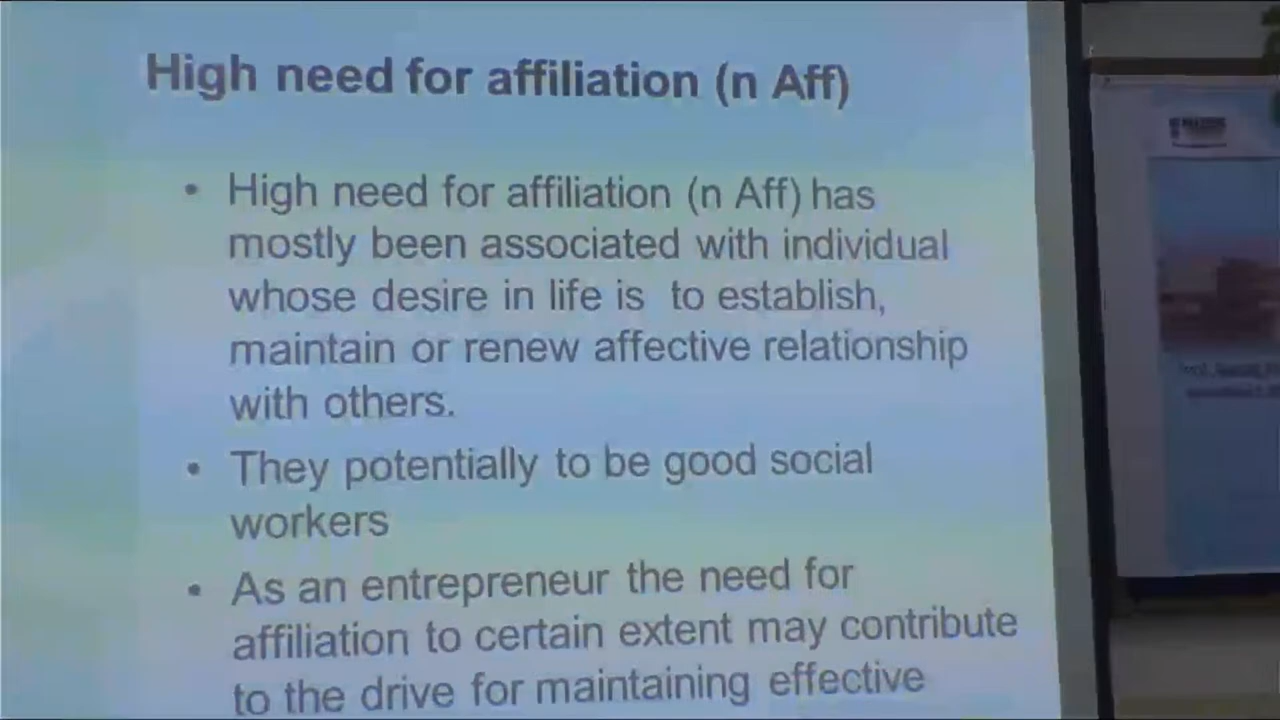 High need for affiliation (n Aff)
• High need for affiliation (n Aff) has
mostly been associated with individual
whose desire in life is to establish,
maintain or renew affective relationship
with others.
• They potentially to be good social
workers
• As an entrepreneur the need for
affiliation to certain extent may contribute
to the drive for maintaining effective